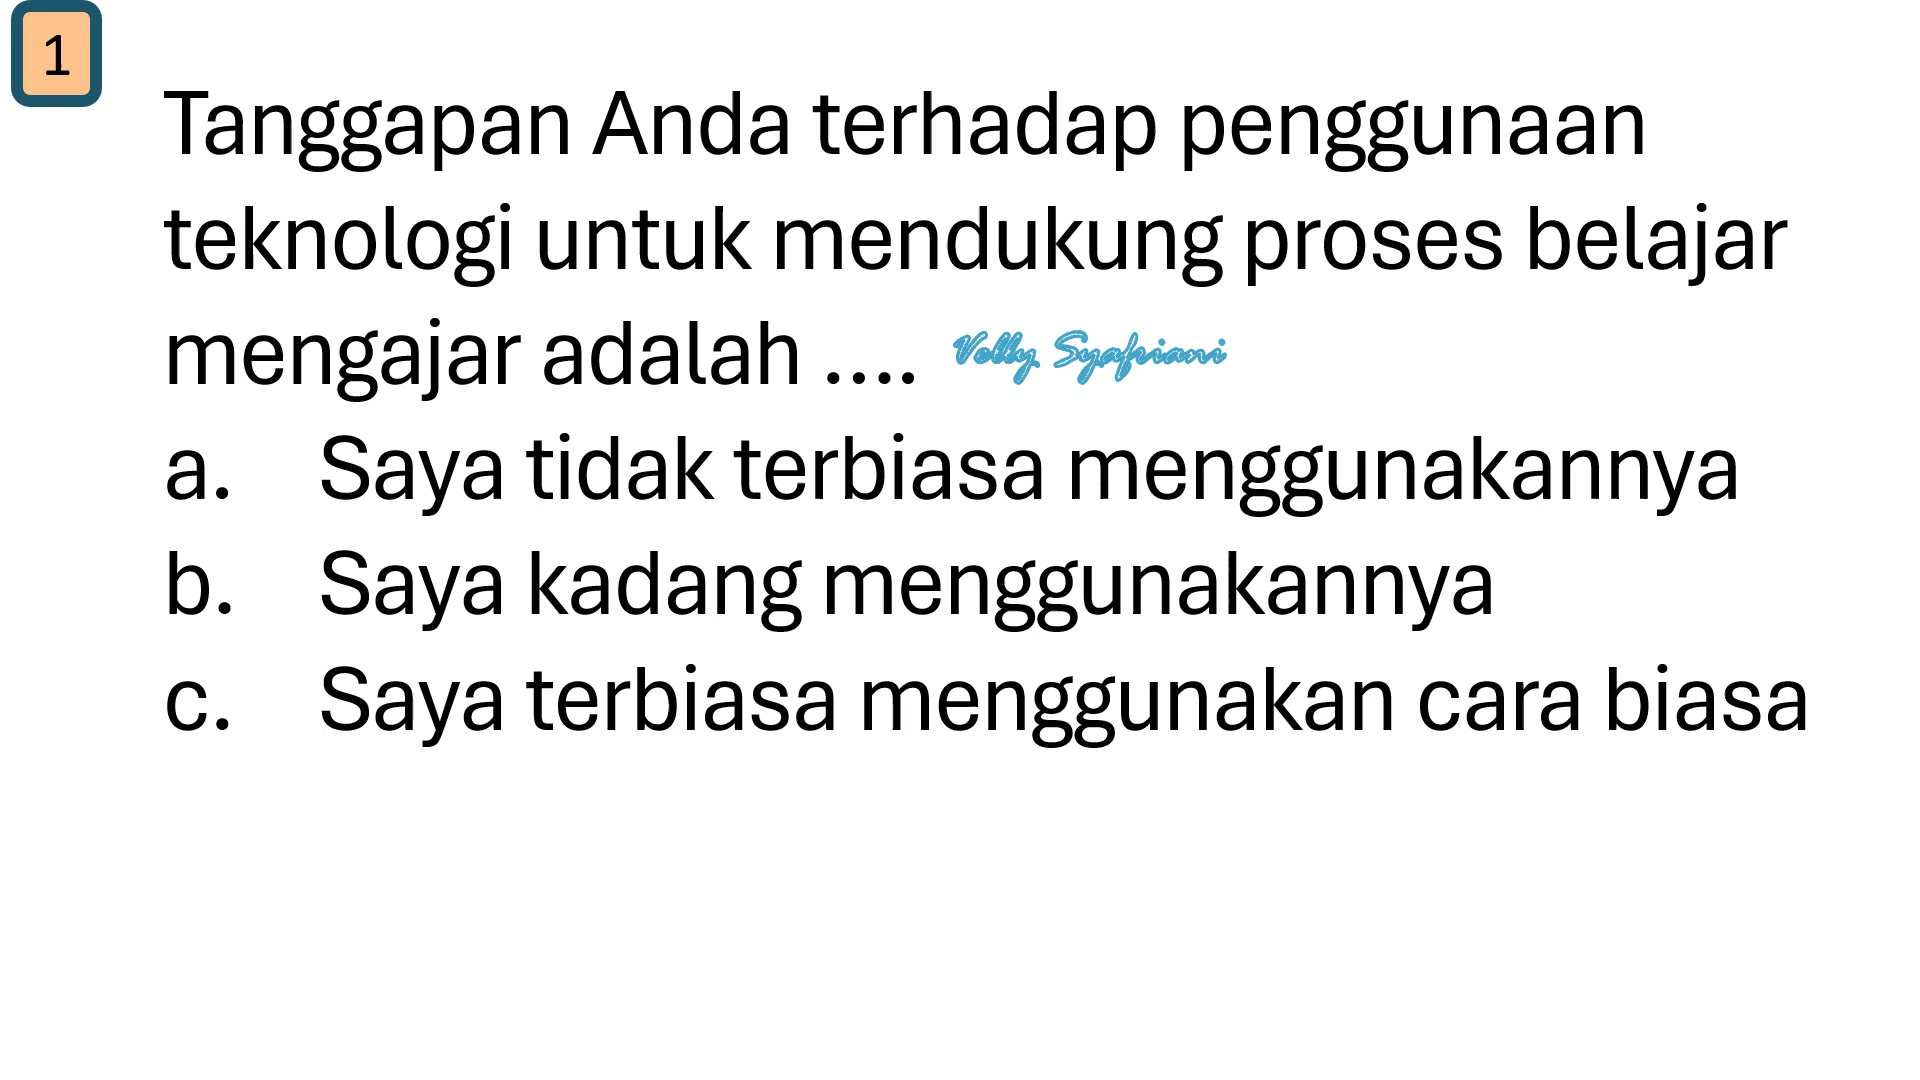 1
Tanggapan Anda terhadap penggunaan
teknologi untuk mendukung proses belajar
mengajar adalah .... Velly Syafriani
a. Saya tidak terbiasa menggunakannya
b. Saya kadang menggunakannya
c. Saya terbiasa menggunakan cara biasa